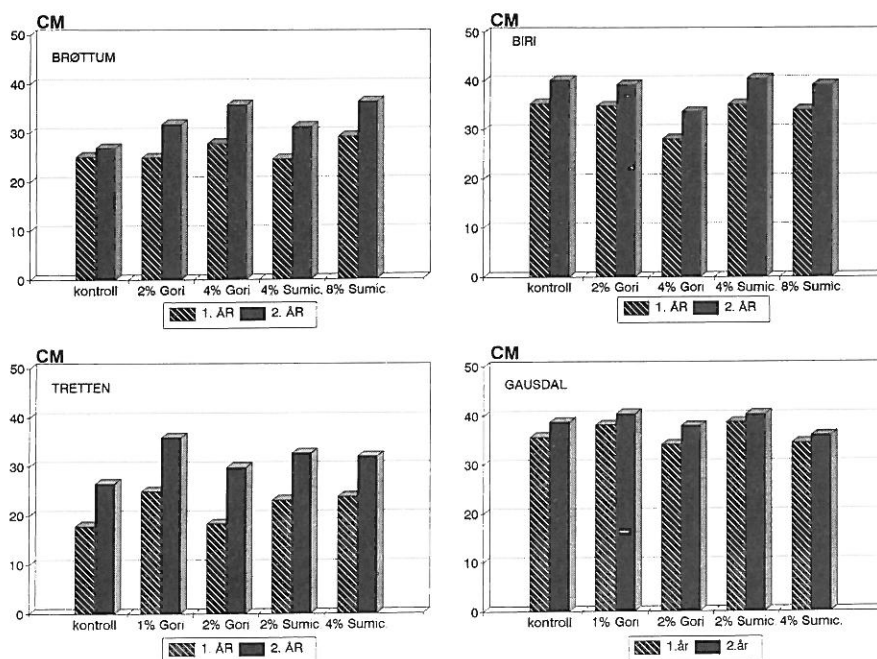 CM
50
40
30
20
10
0
BRØTTUM
kontroll 2% Gori 4% Gori 4% Sumic. 8% Sumic.
1. ÅR 2. ÅR
CM
50
40
30
20
10
0
BIRI
kontroll 2% Gori 4% Gori 4% Sumic. 8% Sumic.
1. ÅR 2. ÅR
CM
50
40
30
20
10
0
TRETTEN
kontroll 1% Gori 2% Gori 2% Sumic. 4% Sumic.
1. ÅR 2. ÅR
CM
50
40
30
20
10
0
GAUSDAL
kontroll 1% Gori 2% Gori 2% Sumic. 4% Sumic.
1.år 2.år